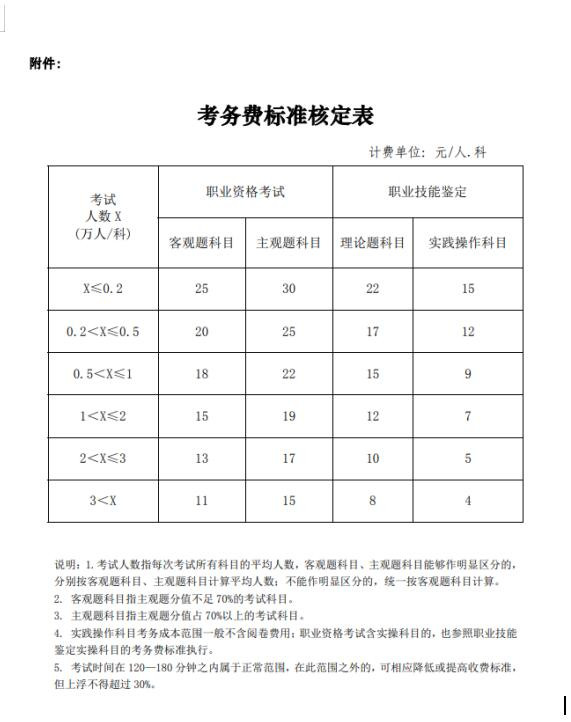 附件:
考务费标准核定表
计费单位: 元/人.科
考试
人数 X
(万人/科)
职业资格考试 职业技能鉴定
客观题科目 主观题科目 理论题科目 实践操作科目
X≤0.2 25 30 22 15
0.2<X≤0.5 20 25 17 12
0.5<X≤1 18 22 15 9
1<X≤2 15 19 12 7
2<X≤3 13 17 10 5
3<X 11 15 8 4
说明:1.考试人数指每次考试所有科目的平均人数,客观题科目、主观题科目能够作明显区分的,
分别按客观题科目、主观题科目计算平均人数;不能作明显区分的,统一按客观题科目计算。
2. 客观题科目指主观题分值不足 70%的考试科目。
3. 主观题科目指主观题分值占 70%以上的考试科目。
4. 实践操作科目考务成本范围一般不含阅卷费用;职业资格考试含实操科目的,也参照职业技能
鉴定实操科目的考务费标准执行。
5. 考试时间在 120—180 分钟之内属于正常范围,在此范围之外的,可相应降低或提高收费标准,
但上浮不得超过 30%。